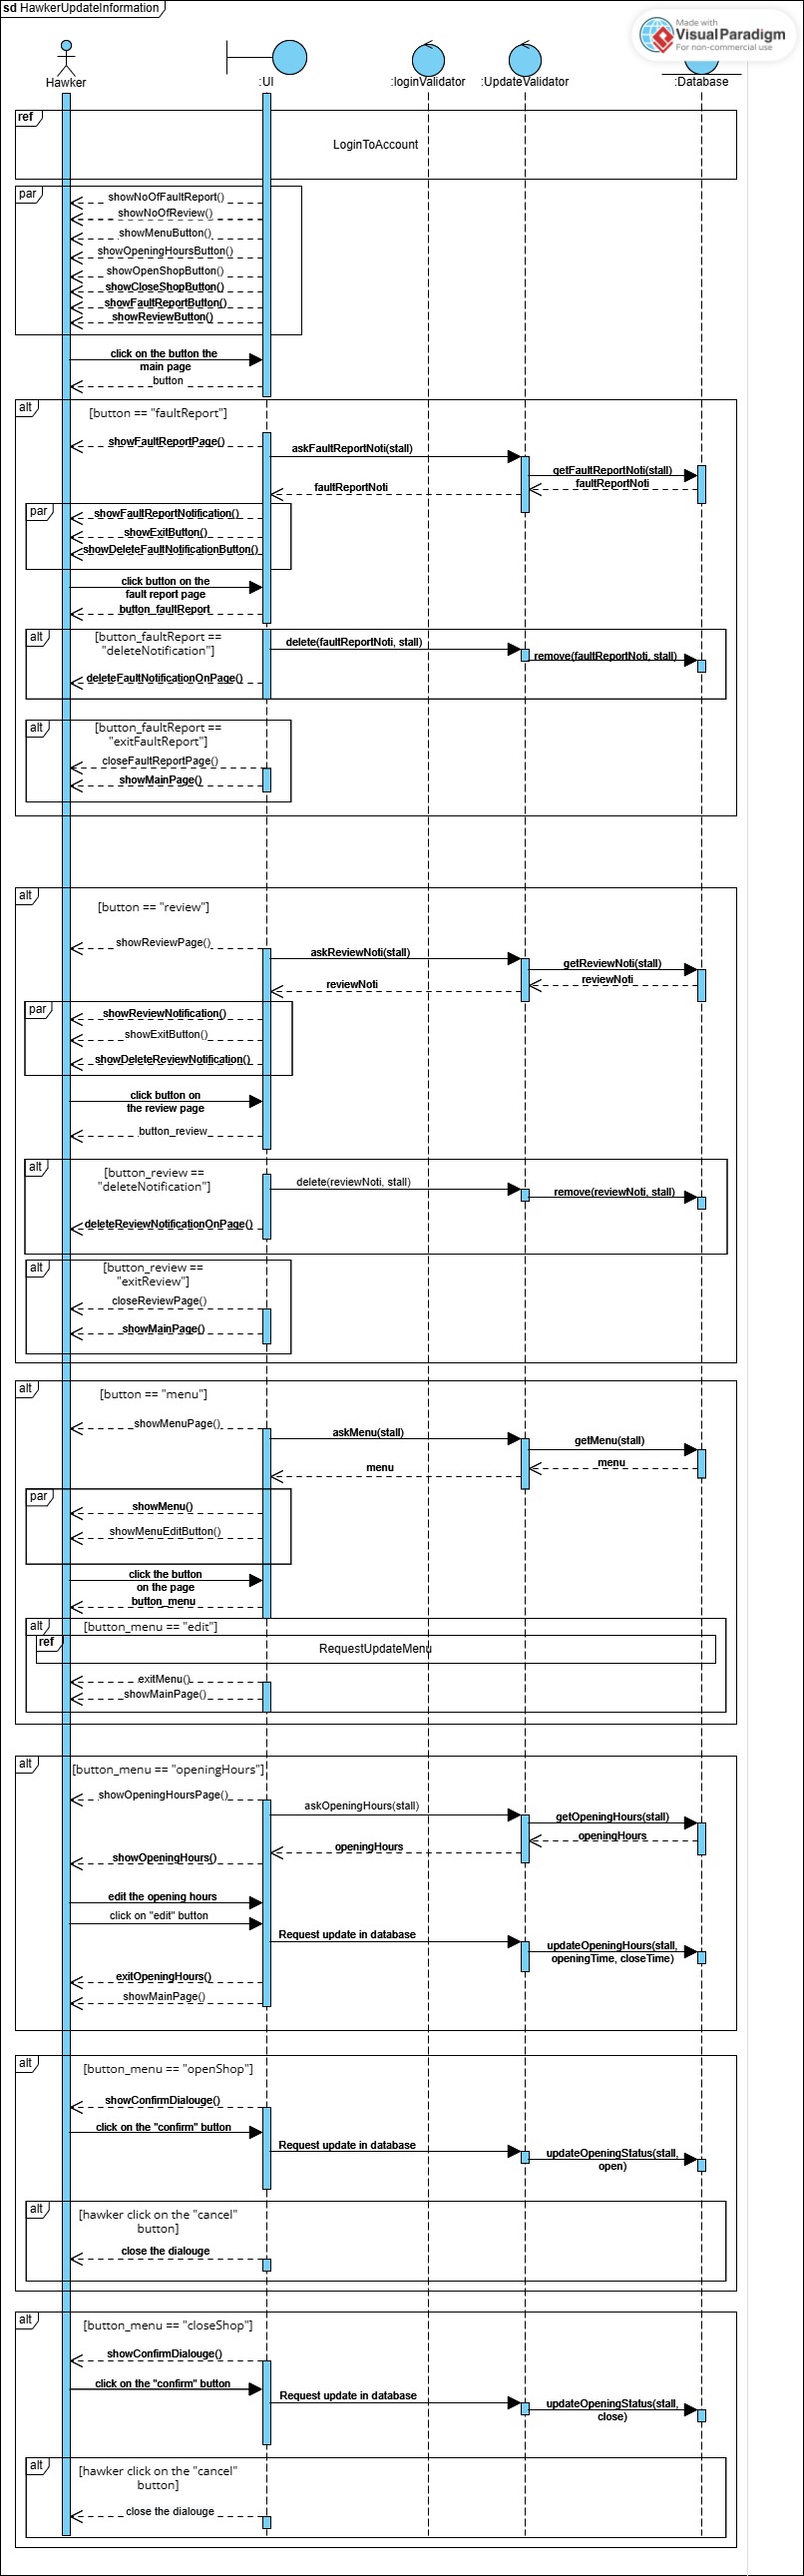 sd HawkerUpdateInformation
Made with
VisualParadigm
For non-commercial use
Hawker
:UI
:loginValidator
:UpdateValidator
:Database
ref
LoginToAccount
par
showNoOfFaultReport()
showNoOfReview()
showMenuButton()
showOpeningHoursButton()
showOpenShopButton()
showCloseShopButton()
showFaultReportButton()
showReviewButton()
click on the button the
main page
button
alt
[button == "faultReport"]
showFaultReportPage()
askFaultReportNoti(stall)
getFaultReportNoti(stall)
faultReportNoti
faultReportNoti
par
showFaultReportNotification()
showExitButton()
showDeleteFaultNotificationButton()
click button on the
fault report page
button_faultReport
alt
[button_faultReport ==
"deleteNotification"]
delete(faultReportNoti, stall)
remove(faultReportNoti, stall)
deleteFaultNotificationOnPage()
alt
[button_faultReport ==
"exitFaultReport"]
closeFaultReportPage()
showMainPage()
alt
[button == "review"]
showReviewPage()
askReviewNoti(stall)
getReviewNoti(stall)
reviewNoti
reviewNoti
par
showReviewNotification()
showExitButton()
showDeleteReviewNotification()
click button on
the review page
button_review
alt
[button_review ==
"deleteNotification"]
delete(reviewNoti, stall)
remove(reviewNoti, stall)
deleteReviewNotificationOnPage()
alt
[button_review ==
"exitReview"]
closeReviewPage()
showMainPage()
alt
[button == "menu"]
showMenuPage()
askMenu(stall)
getMenu(stall)
menu
menu
par
showMenu()
showMenuEditButton()
click the button
on the page
button_menu
alt
[button_menu == "edit"]
ref
RequestUpdateMenu
exitMenu()
showMainPage()
alt
[button_menu == "openingHours"]
showOpeningHoursPage()
askOpeningHours(stall)
getOpeningHours(stall)
openingHours
openingHours
showOpeningHours()
edit the opening hours
click on "edit" button
Request update in database
updateOpeningHours(stall,
openingTime, closeTime)
exitOpeningHours()
showMainPage()
alt
[button_menu == "openShop"]
showConfirmDialouge()
click on the "confirm" button
Request update in database
updateOpeningStatus(stall,
open)
alt
[hawker click on the "cancel"
button]
close the dialouge
alt
[button_menu == "closeShop"]
showConfirmDialouge()
click on the "confirm" button
Request update in database
updateOpeningStatus(stall,
close)
alt
[hawker click on the "cancel"
button]
close the dialouge